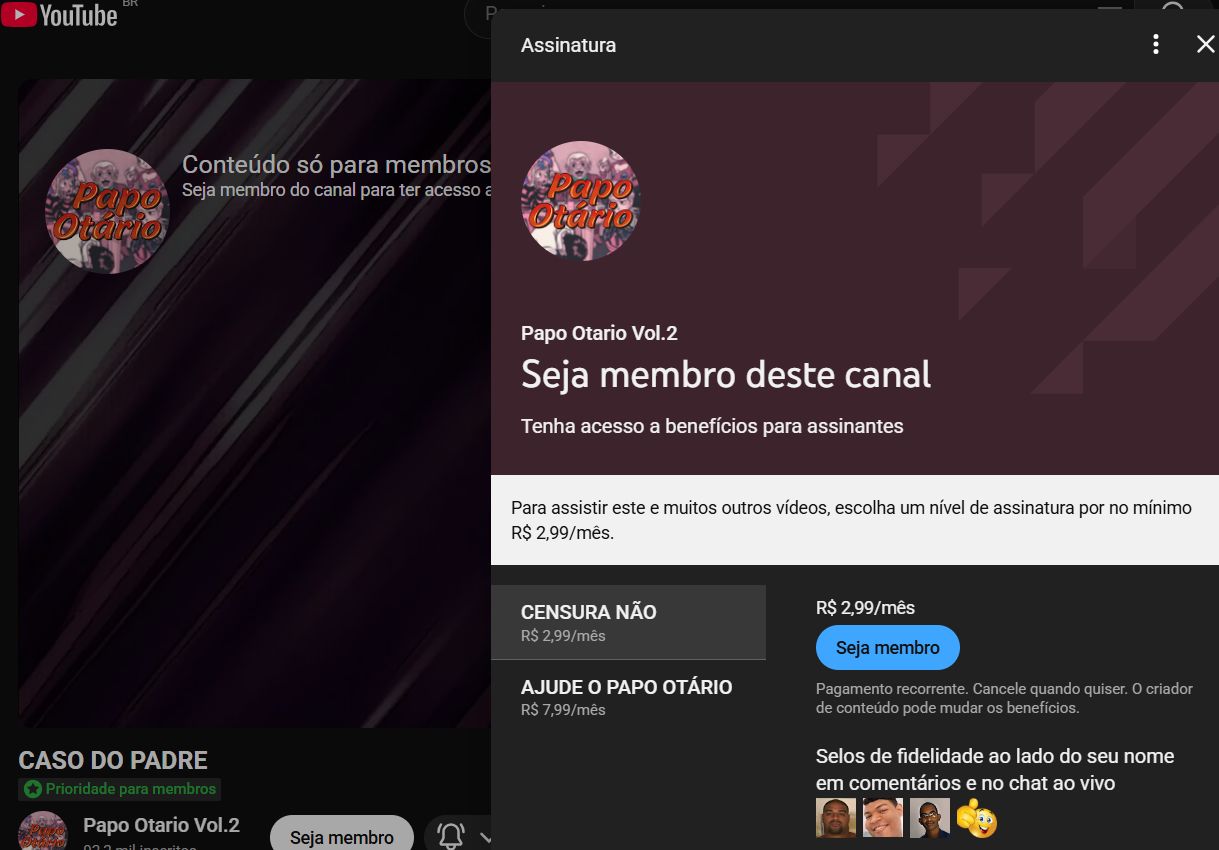 YouTube
BR
Assinatura
Papo
Otário
Conteúdo só para membros
Seja membro do canal para ter acesso a
Papo
Otário
Papo Otario Vol.2
Seja membro deste canal
Tenha acesso a benefícios para assinantes
Para assistir este e muitos outros vídeos, escolha um nível de assinatura por no mínimo
R$ 2,99/mês.
CENSURA NÃO
R$ 2,99/mês
AJUDE O PAPO OTÁRIO
R$ 7,99/mês
R$ 2,99/mês
Seja membro
Pagamento recorrente. Cancele quando quiser. O criador
de conteúdo pode mudar os benefícios.
Selos de fidelidade ao lado do seu nome
em comentários e no chat ao vivo
CASO DO PADRE
Prioridade para membros
Papo Otario Vol.2
mil inscritos
Seja membro